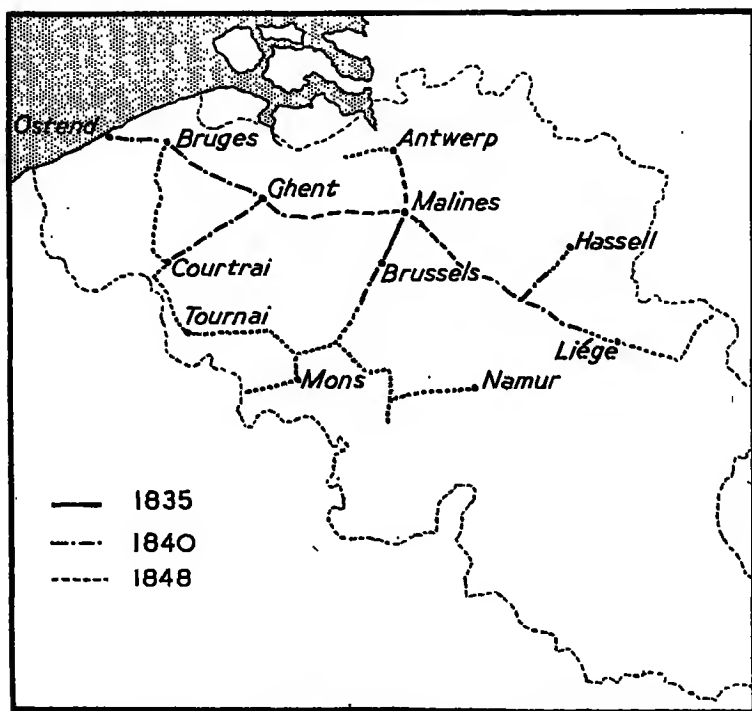 Ostend
Bruges
Antwerp
Ghent
Malines
Hassell
Courtrai
Brussels
Tournai
Liége
Mons
Namur
1835
1840
1848